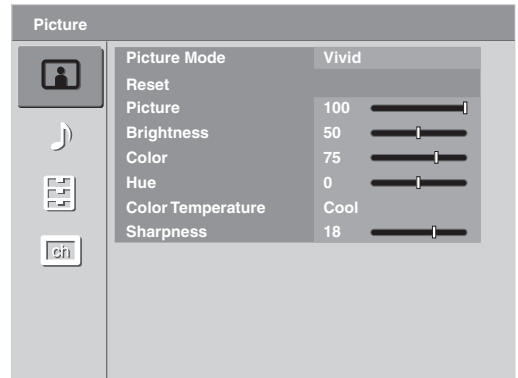 Picture
Picture Mode Vivid
Reset
Picture 100
Brightness 50
Color 75
Hue 0
Color Temperature Cool
Sharpness 18
ch